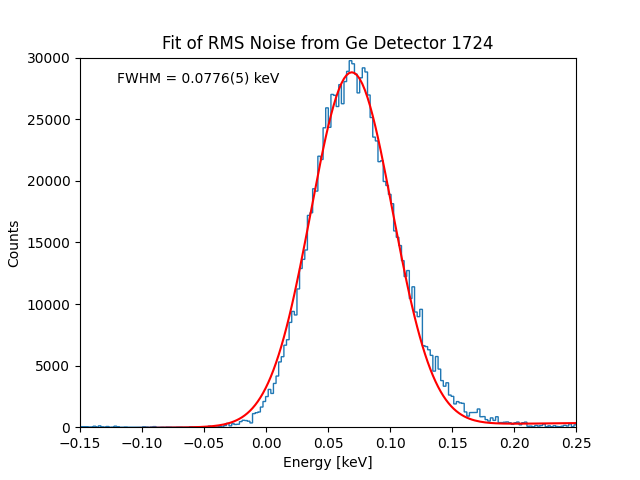 Fit of RMS Noise from Ge Detector 1724
FWHM = 0.0776(5) keV
30000
25000
20000
15000
10000
5000
0
Counts
−0.15 −0.10 −0.05 0.00 0.05 0.10 0.15 0.20 0.25
Energy [keV]